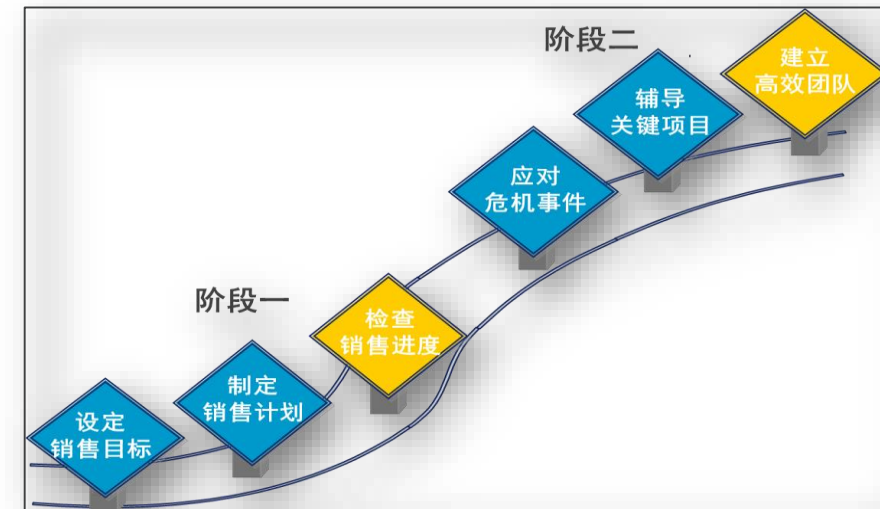 阶段二
建立
高效团队
辅导
关键项目
应对
危机事件
阶段一
检查
销售进度
制定
销售计划
设定
销售目标